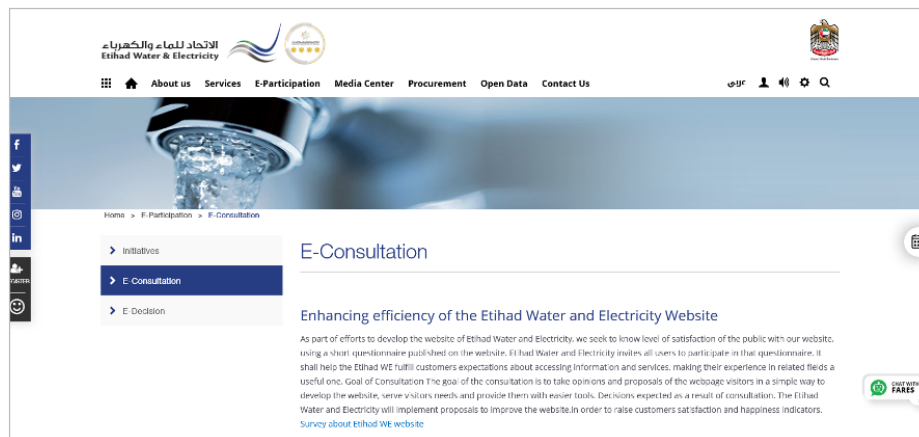 الاتحاد للماء والكهرباء
Etihad Water & Electricity
About us Services E-Participation Media Center Procurement Open Data Contact Us عربي
Home > E-Participation > E-Consultation
Initiatives
E-Consultation
E-Decision
E-Consultation
Enhancing efficiency of the Etihad Water and Electricity Website
As part of efforts to develop the website of Etihad Water and Electricity, we seek to know level of satisfaction of the public with our website,
using a short questionnaire published on the website. Etihad Water and Electricity invites all users to participate in that questionnaire. It
shall help the Etihad WE fulfil customers expectations about accessing information and services, making their experience in related fields a
useful one. Goal of Consultation The goal of the consultation is to take opinions and proposals of the webpage visitors in a simple way to
develop the website, serve visitors needs and provide them with easier tools. Decisions expected as a result of consultation. The Etihad
Water and Electricity will implement proposals to improve the website.in order to raise customers satisfaction and happiness indicators.
Survey about Etihad WE website
CHAT WITH
FARES